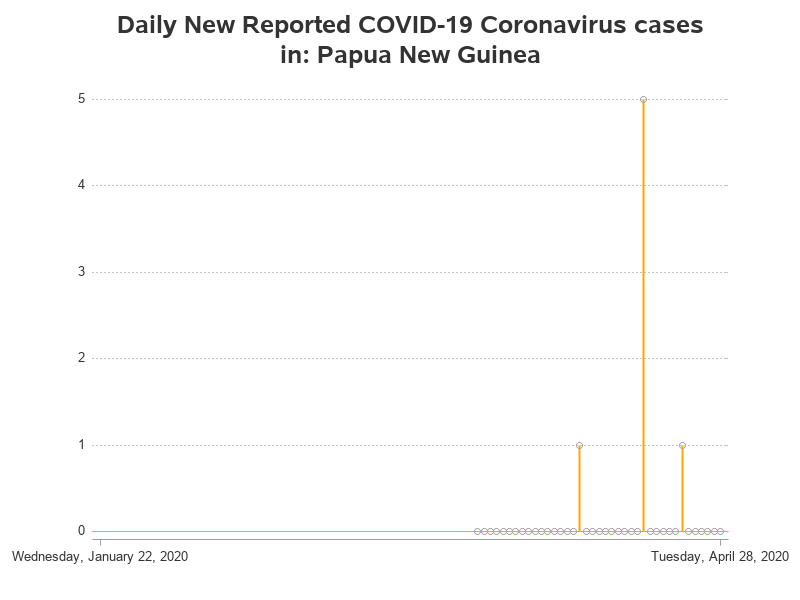 Daily New Reported COVID-19 Coronavirus cases
in: Papua New Guinea
5
4
3
2
1
0
Wednesday, January 22, 2020
Tuesday, April 28, 2020